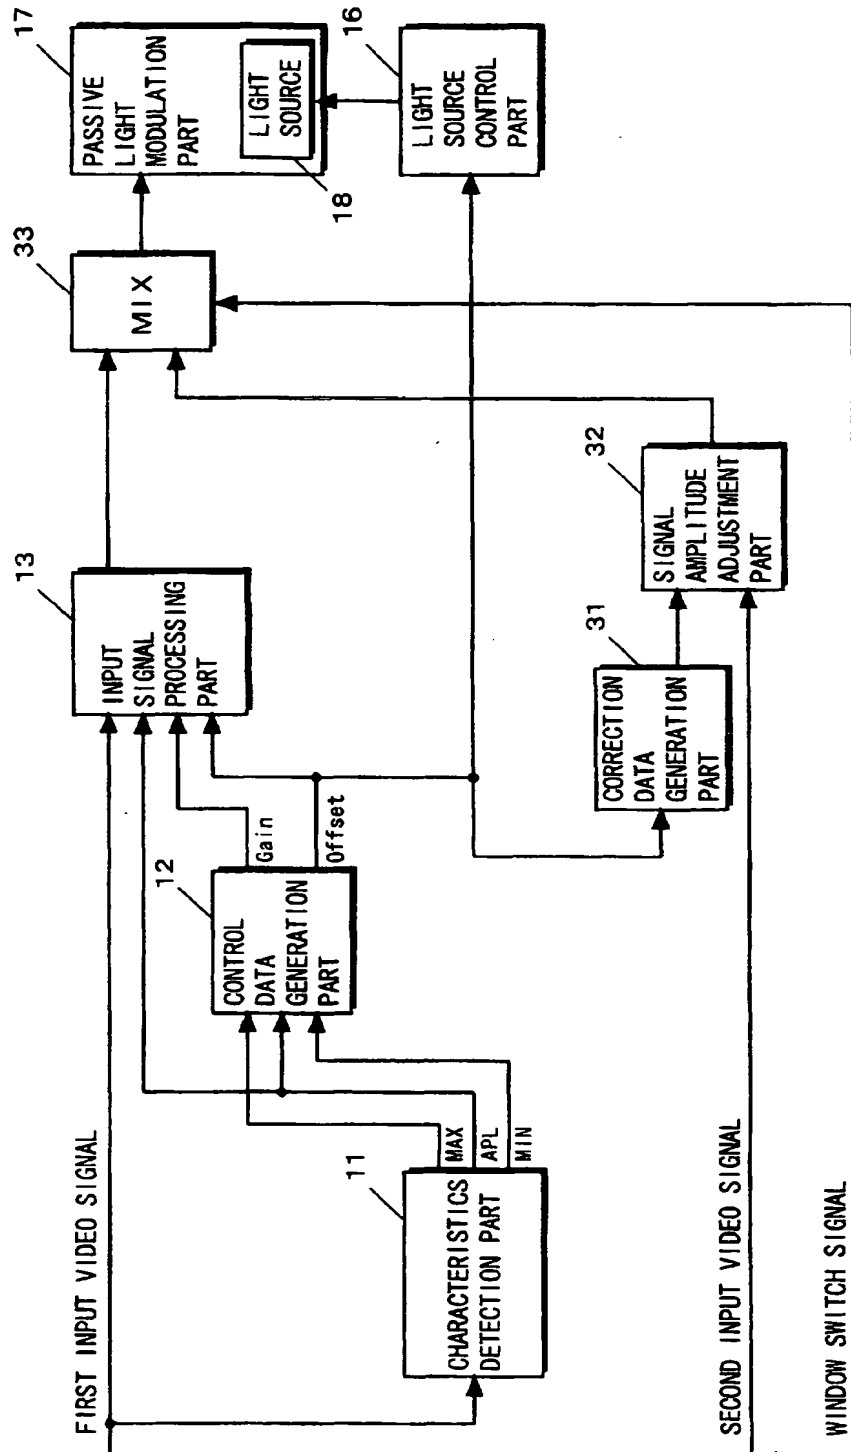 FIRST INPUT VIDEO SIGNAL
11
CHARACTERISTICS
DETECTION PART
MAX
APL
MIN
12
CONTROL
DATA
GENERATION
PART
Gain
Offset
13
INPUT
SIGNAL
PROCESSING
PART
33
MIX
17
PASSIVE
LIGHT
MODULATION
PART
LIGHT
SOURCE
18
16
LIGHT
SOURCE
CONTROL
PART
31
CORRECTION
DATA
GENERATION
PART
32
SIGNAL
AMPLITUDE
ADJUSTMENT
PART
SECOND INPUT VIDEO SIGNAL
WINDOW SWITCH SIGNAL